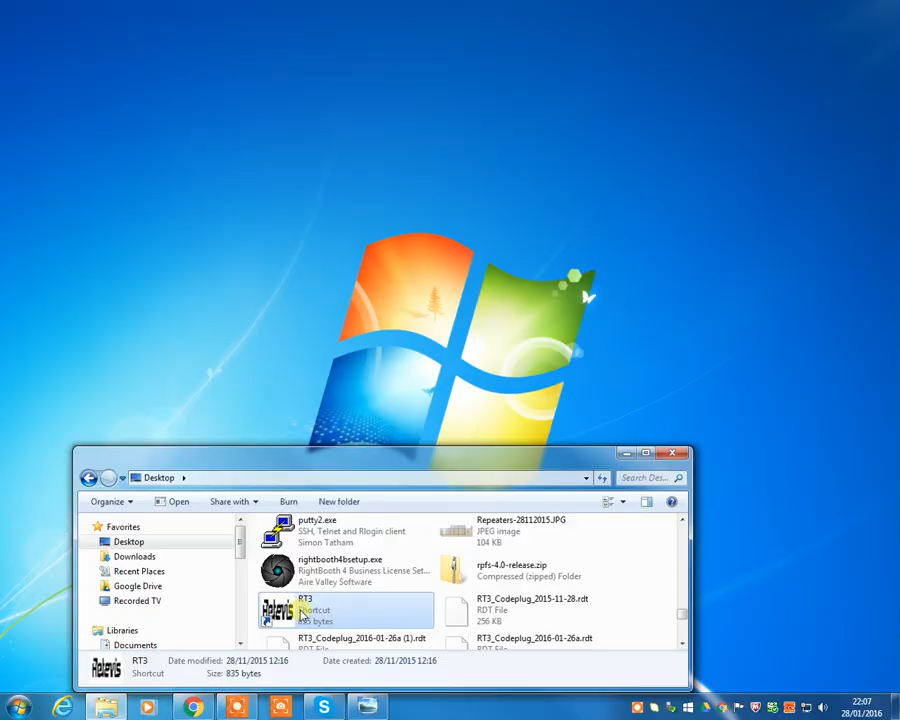 Desktop
Search Des...
Organize
Open
Share with
Burn
New folder
Favorites
Desktop
Downloads
Recent Places
Google Drive
Recorded TV
Libraries
Documents
putty2.exe
SSH, Telnet and Rlogin client
Simon Tatham
Repeaters-28112015.JPG
JPEG image
104 KB
rightbooth4bsetup.exe
RightBooth 4 Business License Set...
Aire Valley Software
rpfs-4.0-release.zip
Compressed (zipped) Folder
Retevis
RT3
Shortcut
835 bytes
RT3_Codeplug_2015-11-28.rdt
RDT File
256 KB
RT3_Codeplug_2016-01-26a (1).rdt
RDT File
RT3_Codeplug_2016-01-26a.rdt
RDT File
Retevis
RT3 Date modified: 28/11/2015 12:16 Date created: 28/11/2015 12:16
Shortcut Size: 835 bytes
22:07
28/01/2016